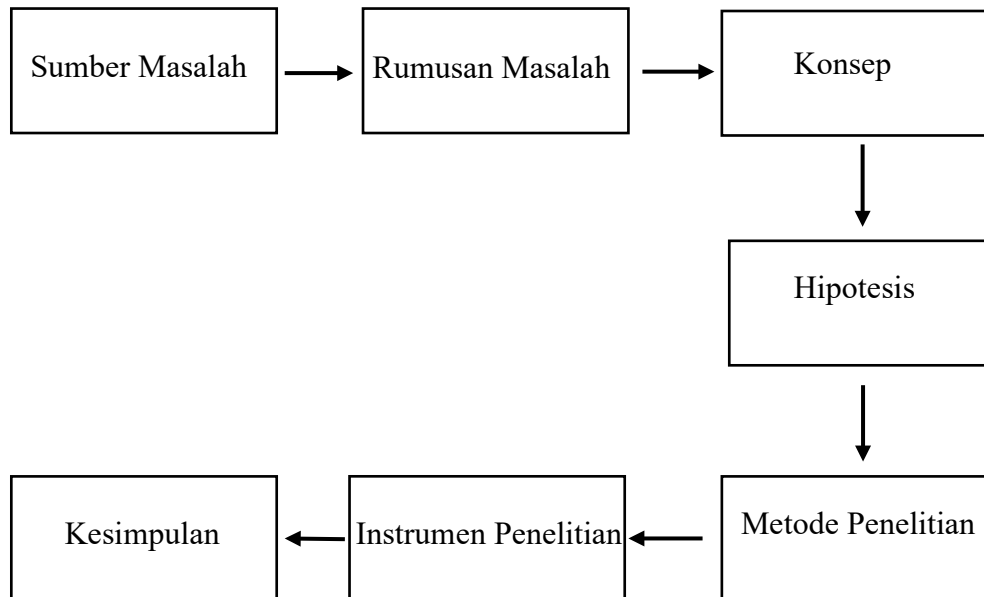 Sumber Masalah
Rumusan Masalah
Konsep
Hipotesis
Metode Penelitian
Instrumen Penelitian
Kesimpulan